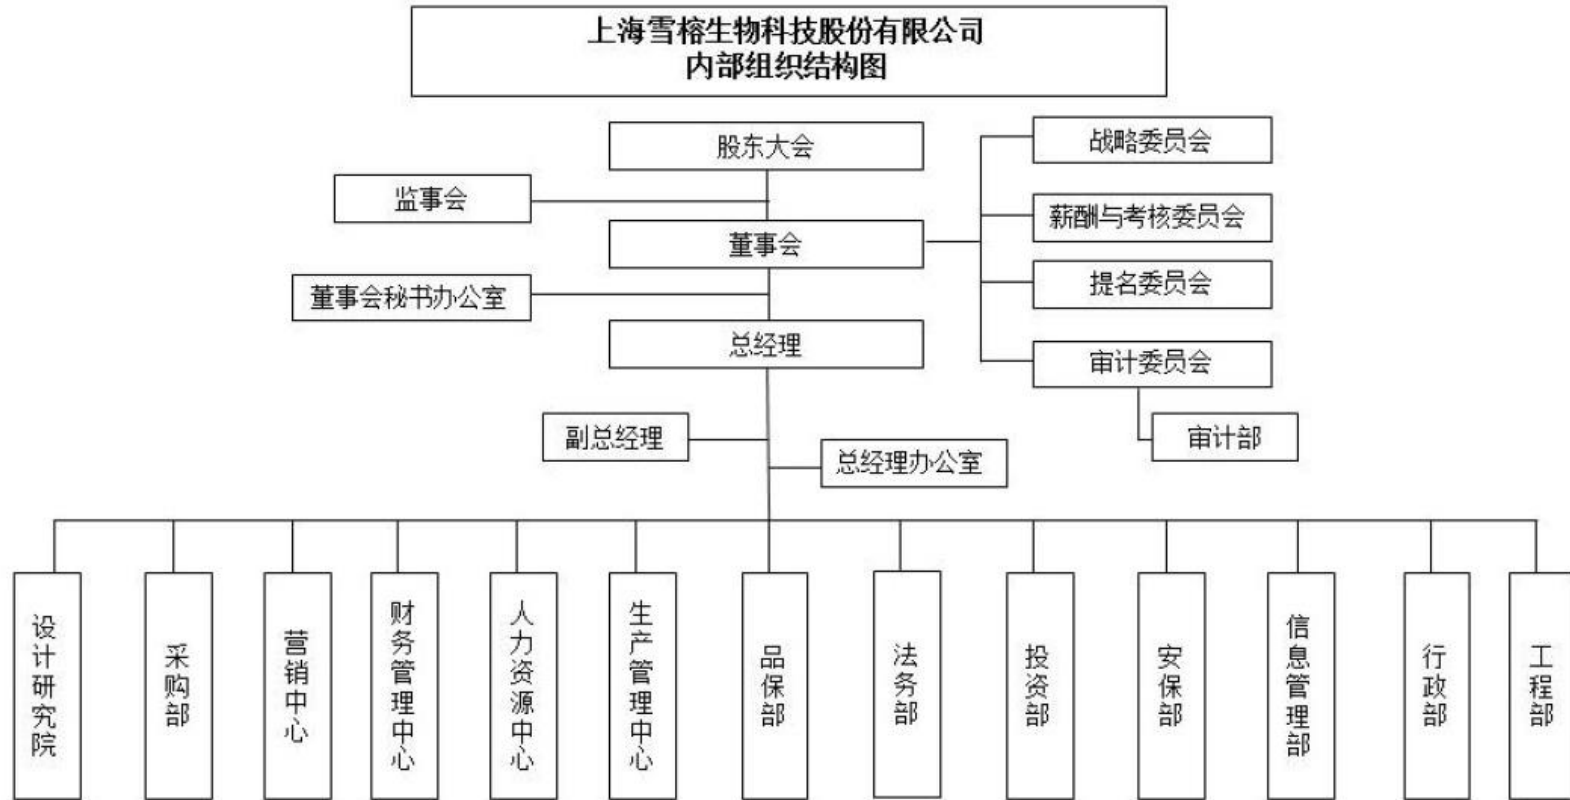 上海雪榕生物科技股份有限公司
内部组织结构图
股东大会
战略委员会
监事会
薪酬与考核委员会
董事会
提名委员会
董事会秘书办公室
总经理
审计委员会
副总经理
审计部
总经理办公室
设计研究院
采购部
营销中心
财务管理中心
人力资源中心
生产管理中心
品保部
法务部
投资部
安保部
信息管理部
行政部
工程部